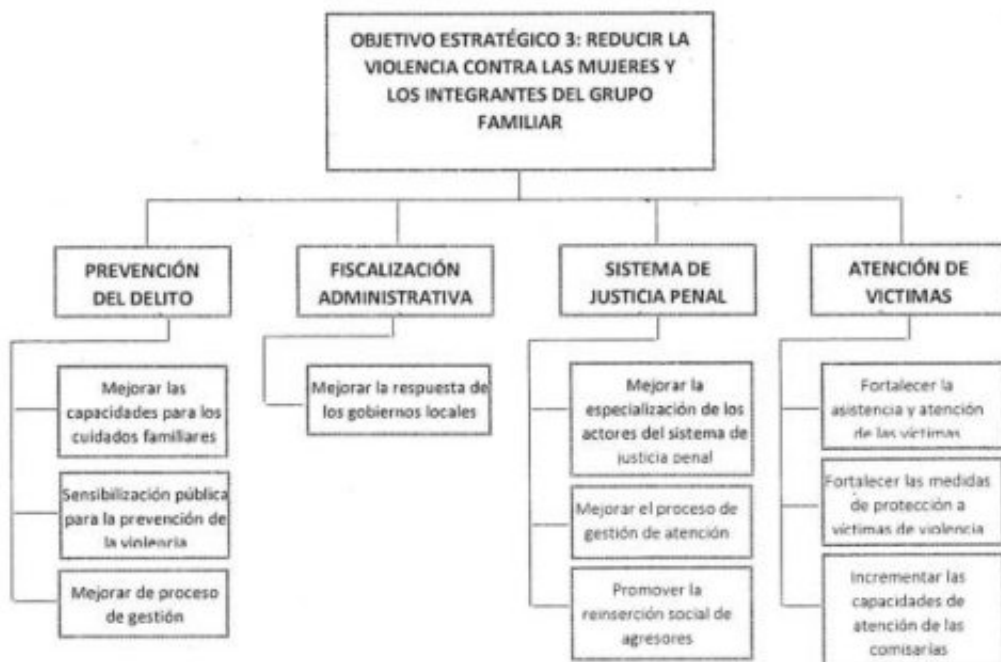 OBJETIVO ESTRATÉGICO 3: REDUCIR LA
VIOLENCIA CONTRA LAS MUJERES Y
LOS INTEGRANTES DEL GRUPO
FAMILIAR
PREVENCIÓN
DEL DELITO
Mejorar las
capacidades para los
cuidados familiares
Sensibilización pública
para la prevención de
la violencia
Mejorar de proceso
de gestión
FISCALIZACIÓN
ADMINISTRATIVA
Mejorar la respuesta de
los gobiernos locales
SISTEMA DE
JUSTICIA PENAL
Mejorar la
especialización de los
actores del sistema de
justicia penal
Mejorar el proceso de
gestión de atención
Promover la
reinserción social de
agresores
ATENCIÓN DE
VICTIMAS
Fortalecer la
asistencia y atención
de las víctimas
Fortalecer las medidas
de protección a
víctimas de violencia
Incrementar las
capacidades de
atención de las
comisarías